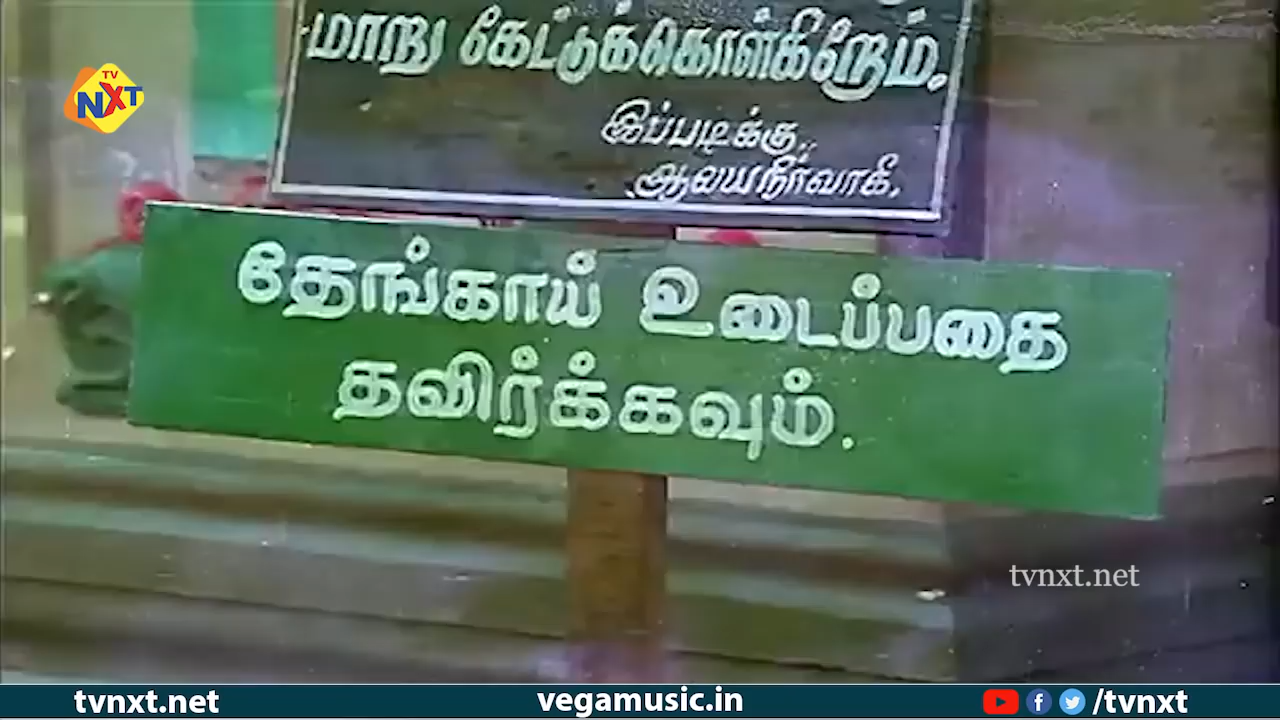 மாறு கேட்டுக்கொள்கிறேம்.
இப்படிக்கு,
ஆலயநிர்வாகி.
தேங்காய் உடைப்பதை
தவிர்க்கவும்.
TV
NXT
tvnxt.net
tvnxt.net
vegamusic.in
/tvnxt